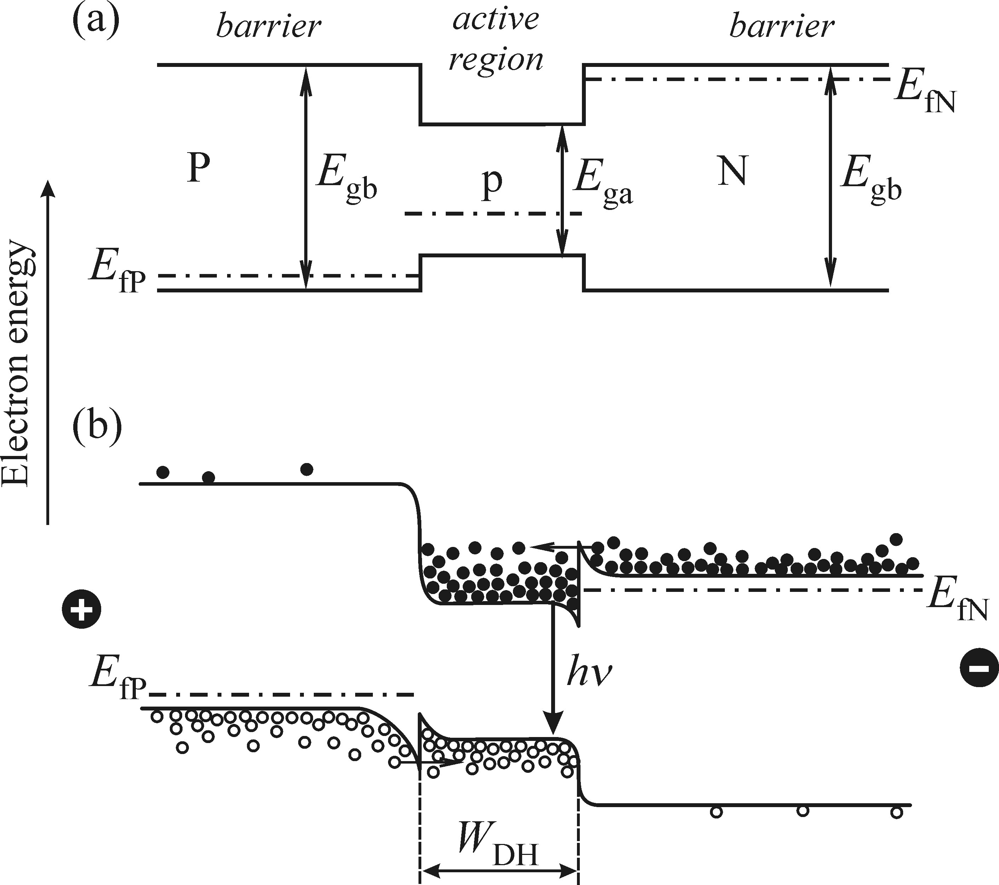 (a)
barrier
active
region
barrier
E_fN
P
E_gb
p
E_ga
N
E_gb
E_fP
Electron energy
(b)
+
E_fN
hν
−
E_fP
W_DH